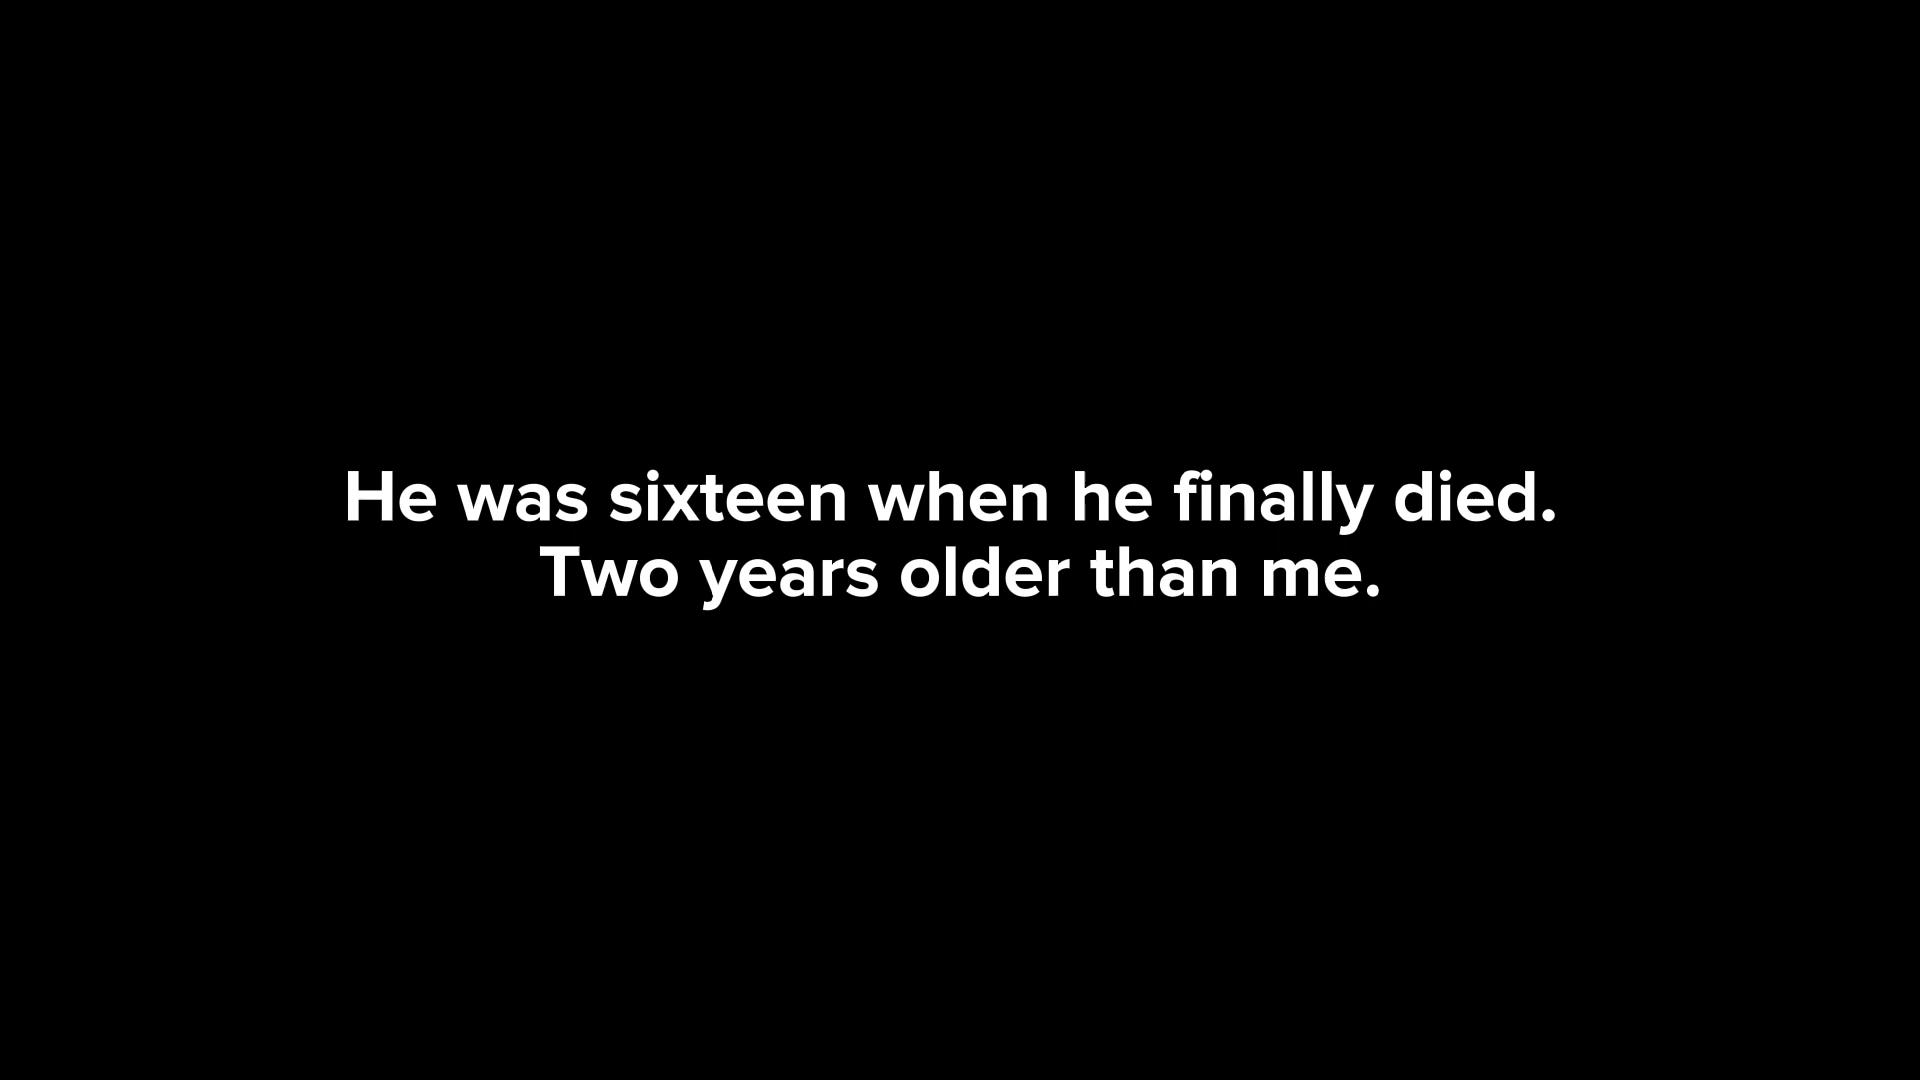 He was sixteen when he finally died.
Two years older than me.